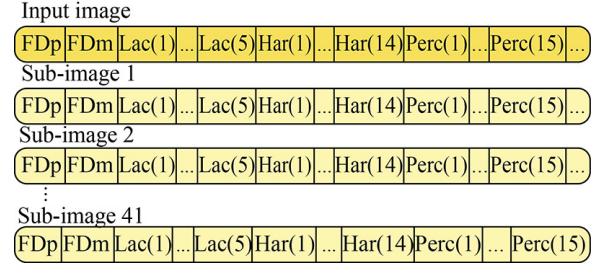 Input image
FDp FDm Lac(1) ... Lac(5) Har(1) ... Har(14) Perc(1) ... Perc(15) ...
Sub-image 1
FDp FDm Lac(1) ... Lac(5) Har(1) ... Har(14) Perc(1) ... Perc(15) ...
Sub-image 2
FDp FDm Lac(1) ... Lac(5) Har(1) ... Har(14) Perc(1) ... Perc(15) ...
⋮
Sub-image 41
FDp FDm Lac(1) ... Lac(5) Har(1) ... Har(14) Perc(1) ... Perc(15)